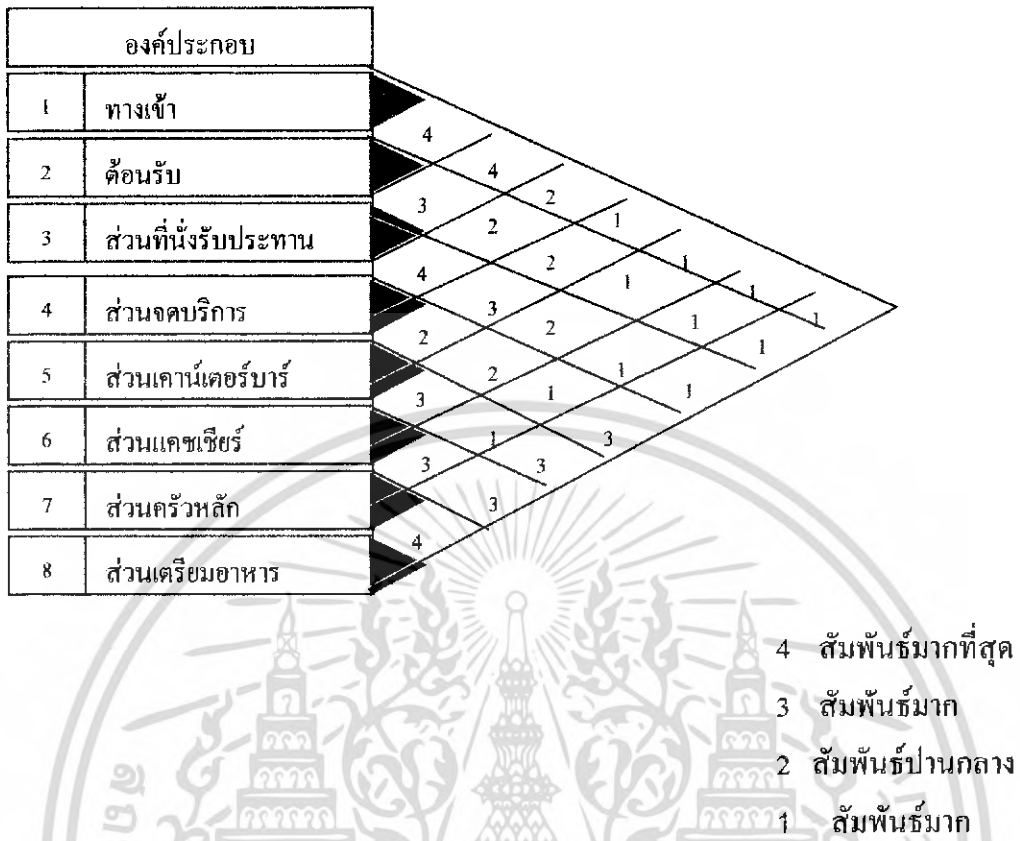 องค์ประกอบ
1 ทางเข้า
2 ต้อนรับ
3 ส่วนที่นั่งรับประทาน
4 ส่วนจดบริการ
5 ส่วนเคาน์เตอร์บาร์
6 ส่วนแคชเชียร์
7 ส่วนครัวหลัก
8 ส่วนเตรียมอาหาร
4 4 2 1 1 1 1
3 2 2 1 1 1
4 3 2 1 1
2 2 1 3
3 1 3
3 3
4
4 สัมพันธ์มากที่สุด
3 สัมพันธ์มาก
2 สัมพันธ์ปานกลาง
1 สัมพันธ์มาก